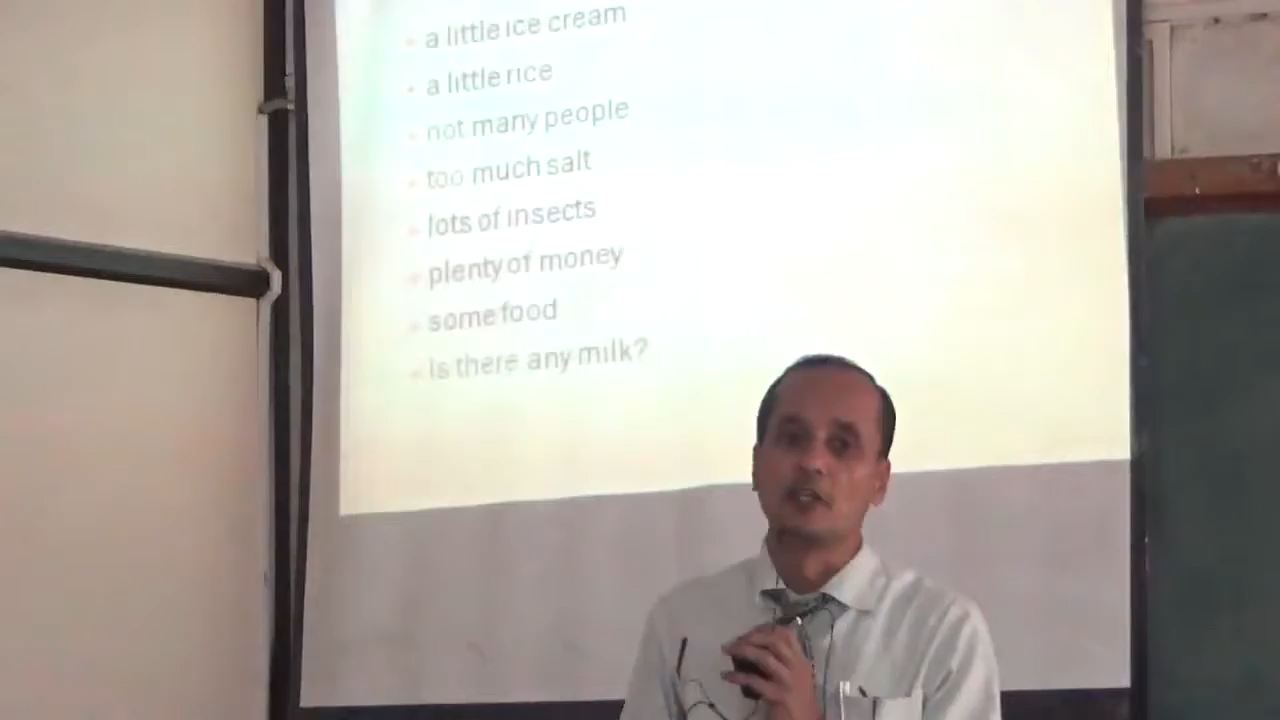 a little ice cream
a little rice
not many people
too much salt
lots of insects
plenty of money
some food
Is there any milk?